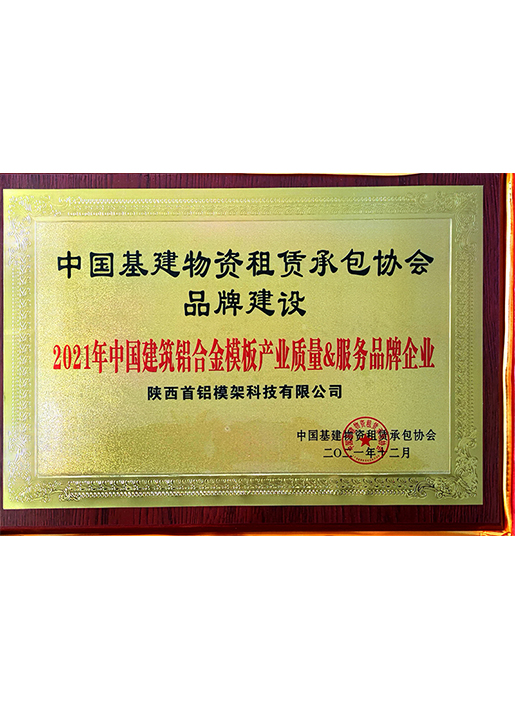 中国基建物资租赁承包协会
品牌建设
2021年中国建筑铝合金模板产业质量&服务品牌企业
陕西首铝模架科技有限公司
中国基建物资租赁承包协会
二〇二一年十二月